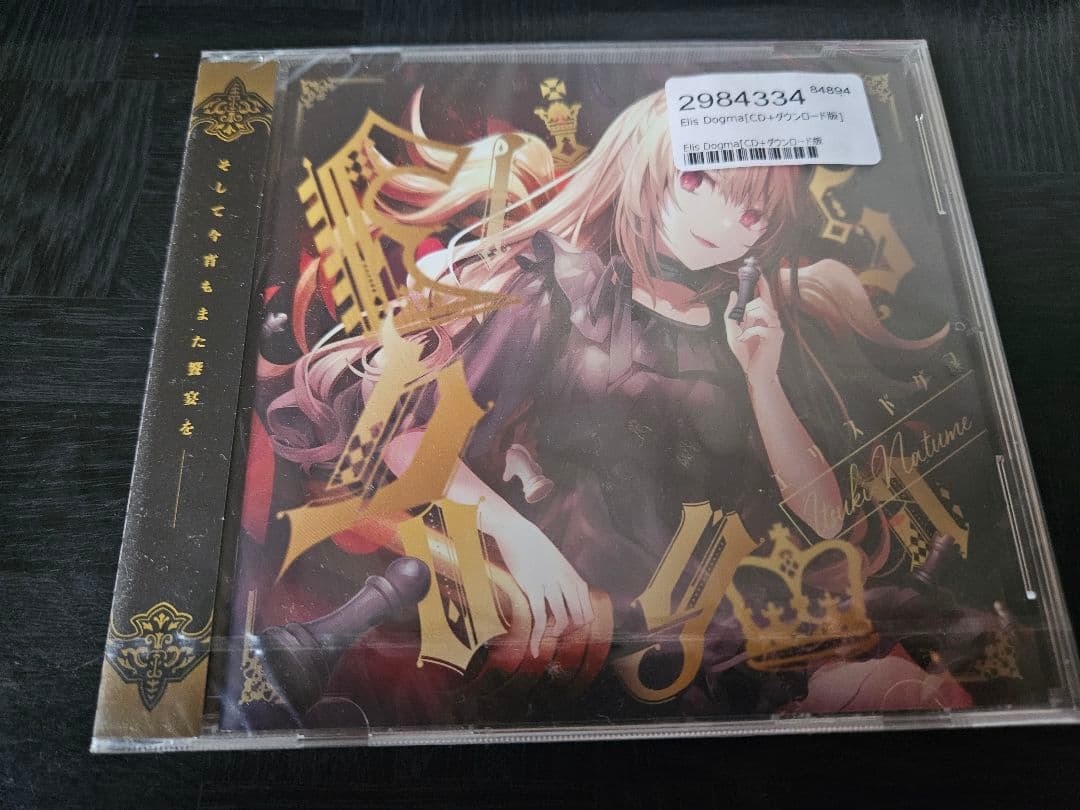 そして今宵もまた饗宴を――
2984334 84894
Elis Dogma[CD+ダウンロード版]
Elis Dogma[CD+ダウンロード版
Itsuki Natume